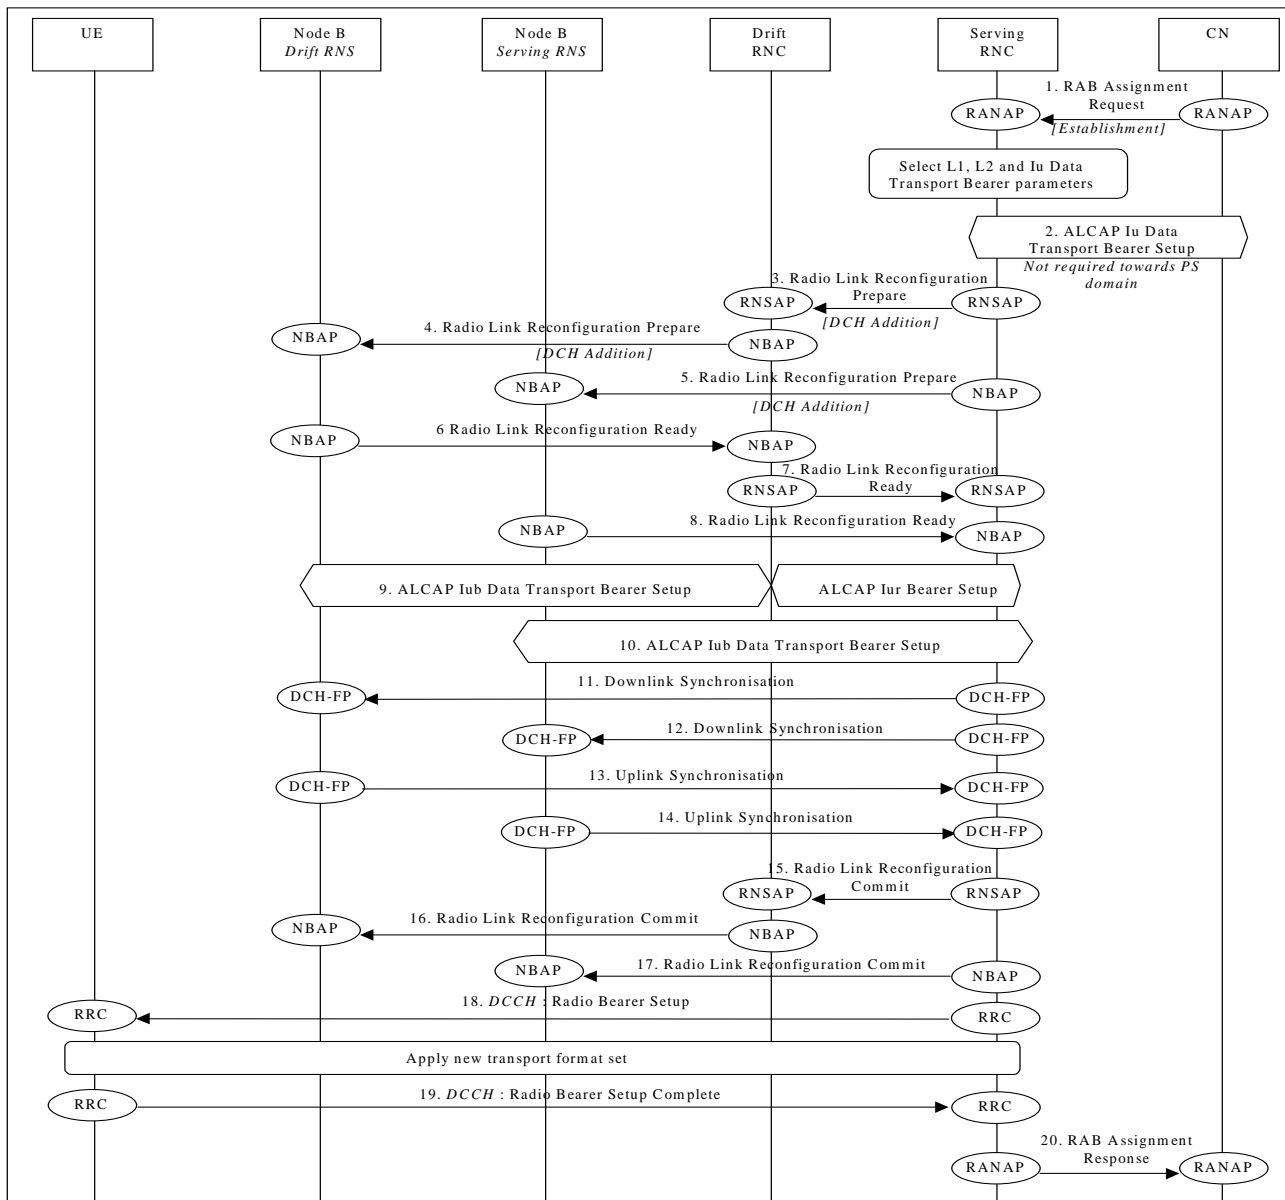 UE
Node B
Drift RNS
Node B
Serving RNS
Drift
RNC
Serving
RNC
CN
1. RAB Assignment
Request
RANAP
RANAP
[Establishment]
Select L1, L2 and Iu Data
Transport Bearer parameters
2. ALCAP Iu Data
Transport Bearer Setup
Not required towards PS
domain
3. Radio Link Reconfiguration
Prepare
RNSAP
RNSAP
[DCH Addition]
4. Radio Link Reconfiguration Prepare
NBAP
NBAP
[DCH Addition]
5. Radio Link Reconfiguration Prepare
NBAP
NBAP
[DCH Addition]
6 Radio Link Reconfiguration Ready
NBAP
NBAP
7. Radio Link Reconfiguration
Ready
RNSAP
RNSAP
8. Radio Link Reconfiguration Ready
NBAP
NBAP
9. ALCAP Iub Data Transport Bearer Setup
ALCAP Iur Bearer Setup
10. ALCAP Iub Data Transport Bearer Setup
11. Downlink Synchronisation
DCH-FP
DCH-FP
12. Downlink Synchronisation
DCH-FP
DCH-FP
13. Uplink Synchronisation
DCH-FP
DCH-FP
14. Uplink Synchronisation
DCH-FP
DCH-FP
15. Radio Link Reconfiguration
Commit
RNSAP
RNSAP
16. Radio Link Reconfiguration Commit
NBAP
NBAP
17. Radio Link Reconfiguration Commit
NBAP
NBAP
18. DCCH : Radio Bearer Setup
RRC
RRC
Apply new transport format set
19. DCCH : Radio Bearer Setup Complete
RRC
RRC
20. RAB Assignment
Response
RANAP
RANAP